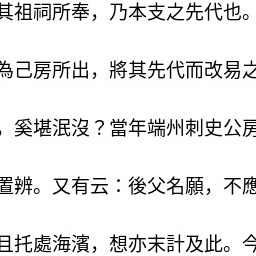 其祖祠所奉，乃本支之先代也。
為己房所出，將其先代而改易之
，奚堪泯沒？當年端州刺史公房
置辨。又有云：後父名願，不應
且托處海濱，想亦未計及此。今